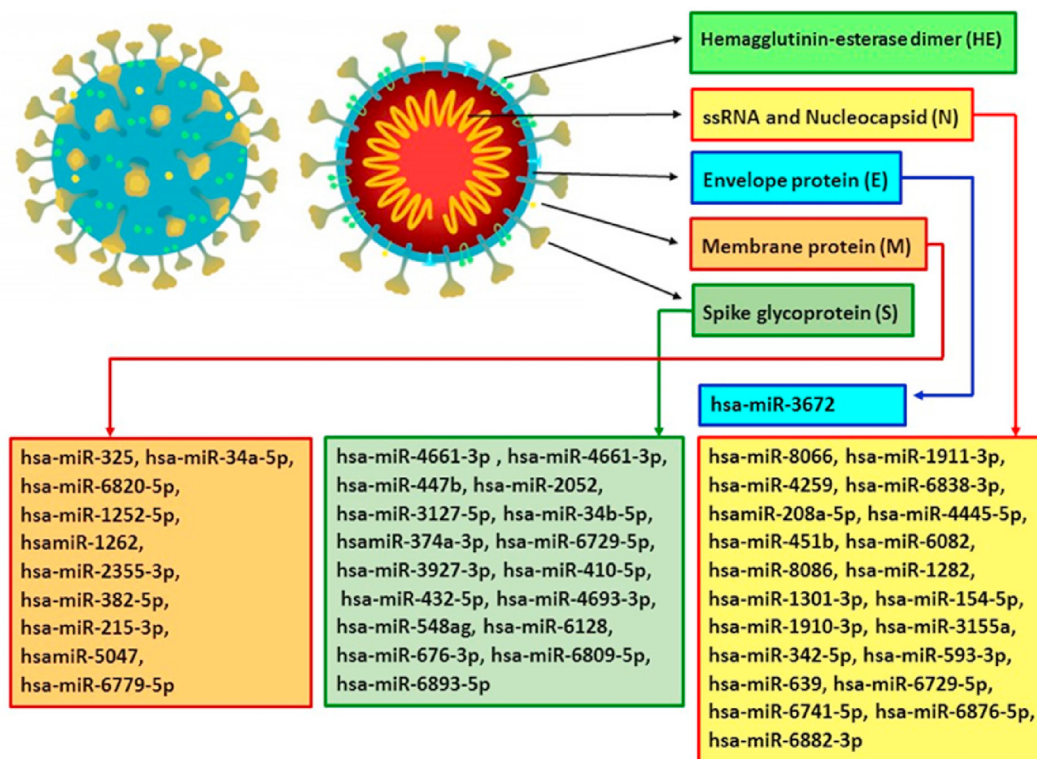 Hemagglutinin-esterase dimer (HE)
ssRNA and Nucleocapsid (N)
Envelope protein (E)
Membrane protein (M)
Spike glycoprotein (S)
hsa-miR-3672
hsa-miR-325, hsa-miR-34a-5p,
hsa-miR-6820-5p,
hsa-miR-1252-5p,
hsamiR-1262,
hsa-miR-2355-3p,
hsa-miR-382-5p,
hsa-miR-215-3p,
hsamiR-5047,
hsa-miR-6779-5p
hsa-miR-4661-3p , hsa-miR-4661-3p,
hsa-miR-447b, hsa-miR-2052,
hsa-miR-3127-5p, hsa-miR-34b-5p,
hsamiR-374a-3p, hsa-miR-6729-5p,
hsa-miR-3927-3p, hsa-miR-410-5p,
hsa-miR-432-5p, hsa-miR-4693-3p,
hsa-miR-548ag, hsa-miR-6128,
hsa-miR-676-3p, hsa-miR-6809-5p,
hsa-miR-6893-5p
hsa-miR-8066, hsa-miR-1911-3p,
hsa-miR-4259, hsa-miR-6838-3p,
hsamiR-208a-5p, hsa-miR-4445-5p,
hsa-miR-451b, hsa-miR-6082,
hsa-miR-8086, hsa-miR-1282,
hsa-miR-1301-3p, hsa-miR-154-5p,
hsa-miR-1910-3p, hsa-miR-3155a,
hsa-miR-342-5p, hsa-miR-593-3p,
hsa-miR-639, hsa-miR-6729-5p,
hsa-miR-6741-5p, hsa-miR-6876-5p,
hsa-miR-6882-3p